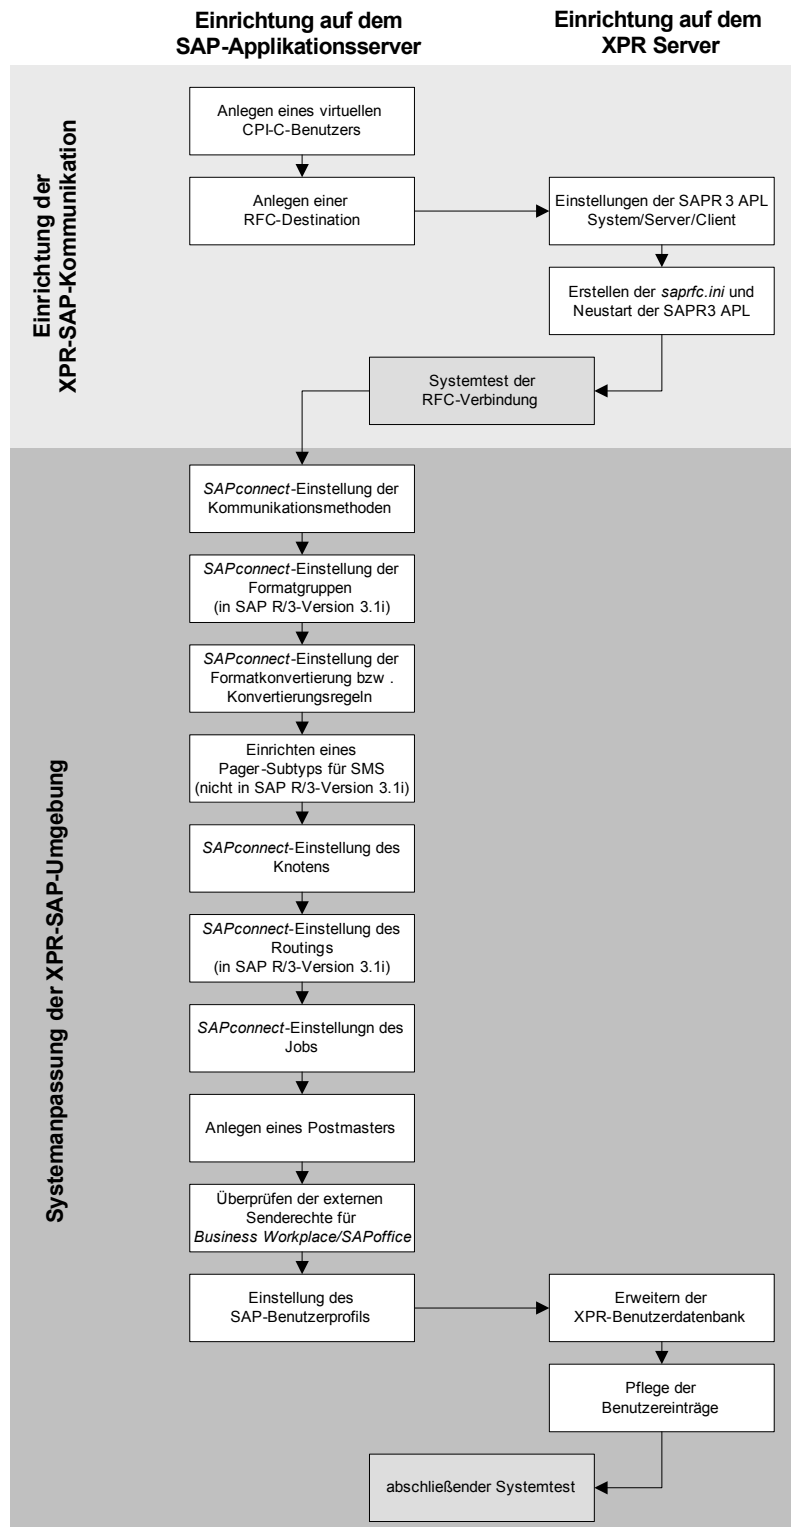 Einrichtung auf dem
SAP-Applikationsserver
Einrichtung auf dem
XPR Server
Einrichtung der
XPR-SAP-Kommunikation
Anlegen eines virtuellen
CPI-C-Benutzers
Anlegen einer
RFC-Destination
Einstellungen der SAPR 3 APL
System/Server/Client
Erstellen der saprfc.ini und
Neustart der SAPR3 APL
Systemtest der
RFC-Verbindung
Systemanpassung der XPR-SAP-Umgebung
SAPconnect-Einstellung der
Kommunikationsmethoden
SAPconnect-Einstellung der
Formatgruppen
(in SAP R/3-Version 3.1i)
SAPconnect-Einstellung der
Formatkonvertierung bzw .
Konvertierungsregeln
Einrichten eines
Pager-Subtyps für SMS
(nicht in SAP R/3-Version 3.1i)
SAPconnect-Einstellung des
Knotens
SAPconnect-Einstellung des
Routings
(in SAP R/3-Version 3.1i)
SAPconnect-Einstellungn des
Jobs
Anlegen eines Postmasters
Überprüfen der externen
Senderechte für
Business Workplace/SAPoffice
Einstellung des
SAP-Benutzerprofils
Erweitern der
XPR-Benutzerdatenbank
Pflege der
Benutzereinträge
abschließender Systemtest